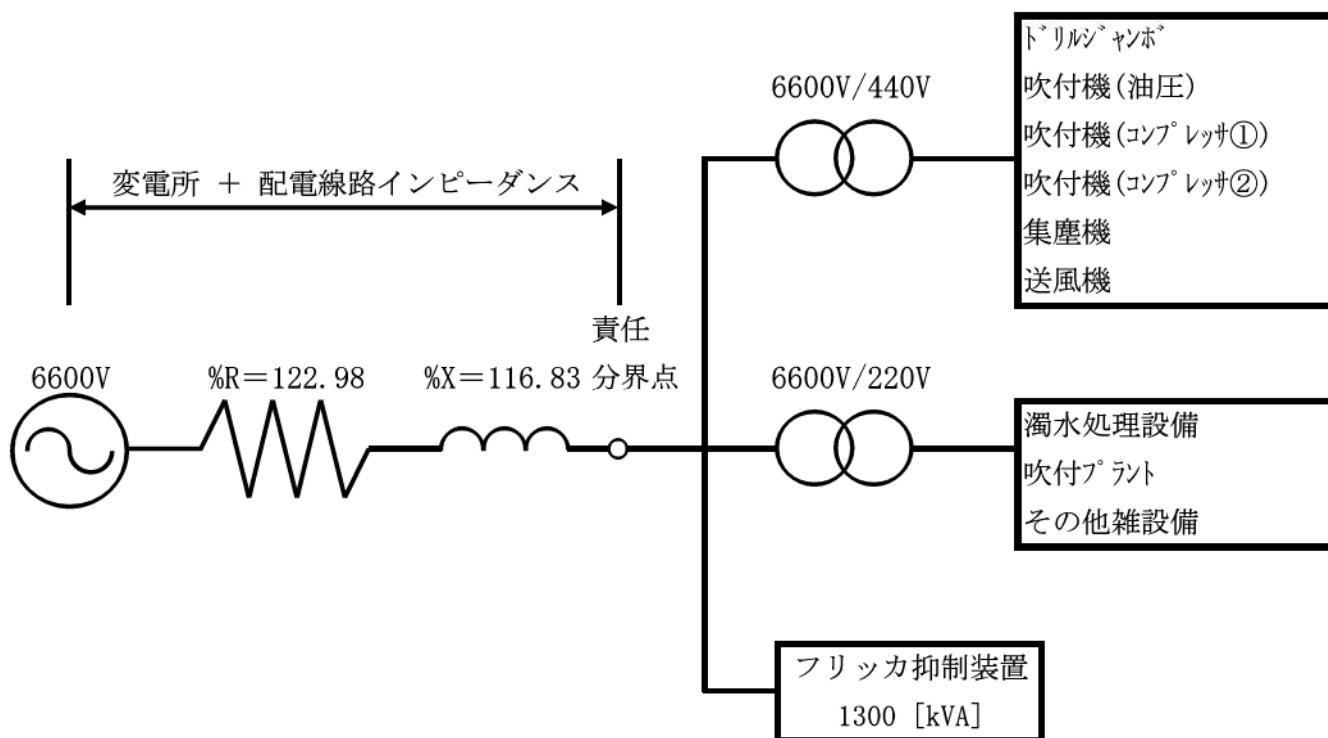 ﾄﾞﾘﾙｼﾞｬﾝﾎﾞ
吹付機(油圧)
吹付機(ｺﾝﾌﾟﾚｯｻ①)
吹付機(ｺﾝﾌﾟﾚｯｻ②)
集塵機
送風機
6600V/440V
変電所 + 配電線路インピーダンス
責任
分界点
6600V
%R=122.98
%X=116.83
6600V/220V
濁水処理設備
吹付ﾌﾟﾗﾝﾄ
その他雑設備
フリッカ抑制装置
1300 [kVA]